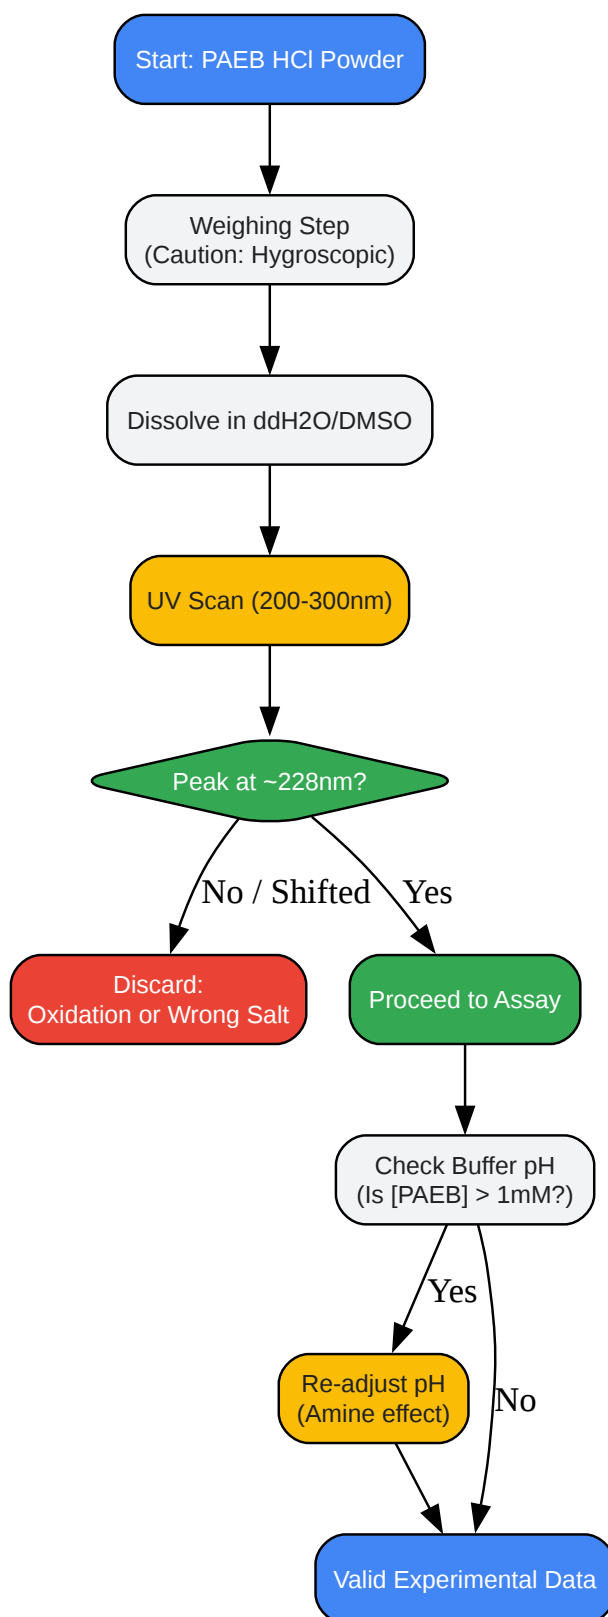 Start: PAEB HCl Powder
Weighing Step
(Caution: Hygroscopic)
Dissolve in ddH2O/DMSO
UV Scan (200-300nm)
Peak at ~228nm?
No / Shifted
Yes
Discard:
Oxidation or Wrong Salt
Proceed to Assay
Check Buffer pH
(Is [PAEB] > 1mM?)
Yes
Re-adjust pH
(Amine effect)
No
Valid Experimental Data